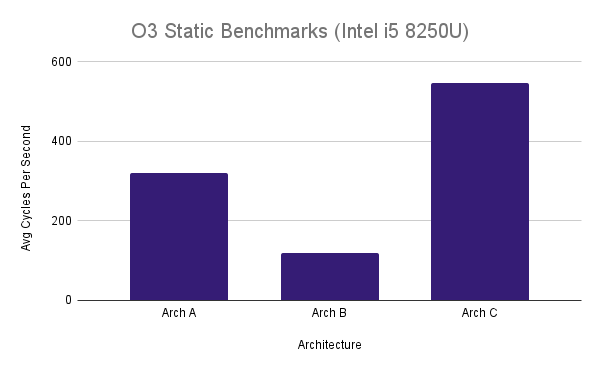 O3 Static Benchmarks (Intel i5 8250U)
Avg Cycles Per Second
600
400
200
0
Arch A
Arch B
Arch C
Architecture